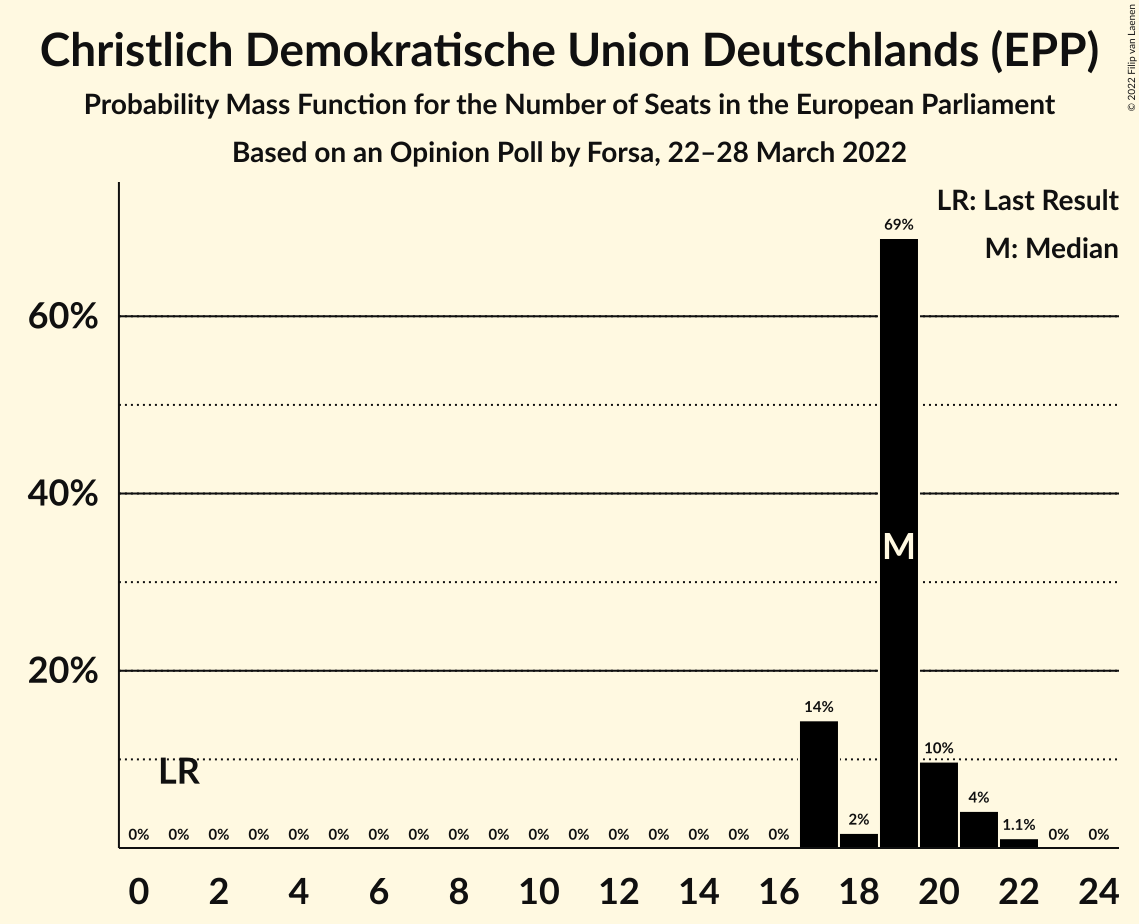 Christlich Demokratische Union Deutschlands (EPP)
Probability Mass Function for the Number of Seats in the European Parliament
Based on an Opinion Poll by Forsa, 22–28 March 2022
© 2022 Filip van Laenen
LR: Last Result
M: Median
69%
60%
40%
M
20%
14%
10%
LR
4%
2%
1.1%
0% 0% 0% 0% 0% 0% 0% 0% 0% 0% 0% 0% 0% 0% 0% 0% 0% 0% 0%
0 2 4 6 8 10 12 14 16 18 20 22 24